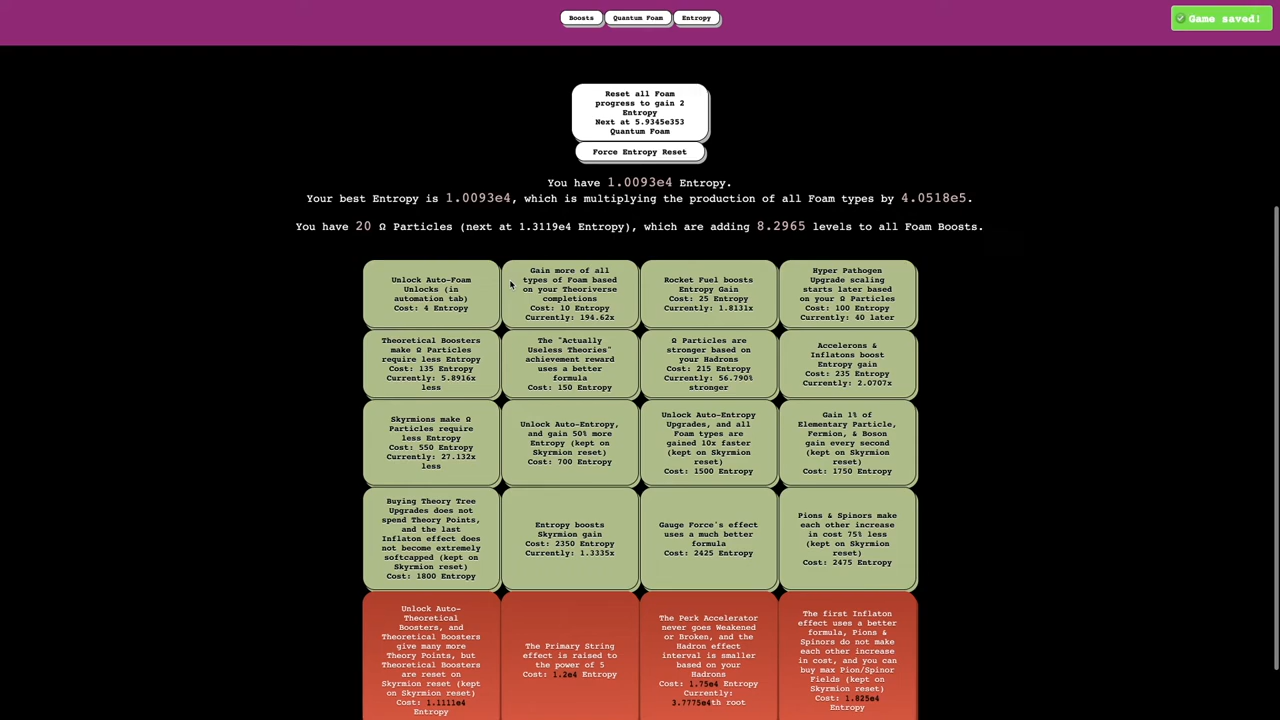 Boosts
Quantum Foam
Entropy
Game saved!
Reset all Foam
progress to gain 2
Entropy
Next at 5.9345e353
Quantum Foam
Force Entropy Reset
You have 1.0093e4 Entropy.
Your best Entropy is 1.0093e4, which is multiplying the production of all Foam types by 4.0518e5.
You have 20 Ω Particles (next at 1.3119e4 Entropy), which are adding 8.2965 levels to all Foam Boosts.
Unlock Auto-Foam
Unlocks (in
automation tab)
Cost: 4 Entropy
Gain more of all
types of Foam based
on your Theoriverse
completions
Cost: 10 Entropy
Currently: 194.62x
Rocket Fuel boosts
Entropy Gain
Cost: 25 Entropy
Currently: 1.8131x
Hyper Pathogen
Upgrade scaling
starts later based
on your Ω Particles
Cost: 100 Entropy
Currently: 40 later
Theoretical Boosters
make Ω Particles
require less Entropy
Cost: 135 Entropy
Currently: 5.8916x
less
The "Actually
Useless Theories"
achievement reward
uses a better
formula
Cost: 150 Entropy
Ω Particles are
stronger based on
your Hadrons
Cost: 215 Entropy
Currently: 56.790%
stronger
Accelerons &
Inflatons boost
Entropy gain
Cost: 235 Entropy
Currently: 2.0707x
Skyrmions make Ω
Particles require
less Entropy
Cost: 550 Entropy
Currently: 27.132x
less
Unlock Auto-Entropy,
and gain 50% more
Entropy (kept on
Skyrmion reset)
Cost: 700 Entropy
Unlock Auto-Entropy
Upgrades, and all
Foam types are
gained 10x faster
(kept on Skyrmion
reset)
Cost: 1500 Entropy
Gain 1% of
Elementary Particle,
Fermion, & Boson
gain every second
(kept on Skyrmion
reset)
Cost: 1750 Entropy
Buying Theory Tree
Upgrades does not
spend Theory Points,
and the last
Inflaton effect does
not become extremely
softcapped (kept on
Skyrmion reset)
Cost: 1800 Entropy
Entropy boosts
Skyrmion gain
Cost: 2350 Entropy
Currently: 1.3335x
Gauge Force's effect
uses a much better
formula
Cost: 2425 Entropy
Pions & Spinors make
each other increase
in cost 75% less
(kept on Skyrmion
reset)
Cost: 2475 Entropy
Unlock Auto-
Theoretical
Boosters, and
Theoretical Boosters
give many more
Theory Points, but
Theoretical Boosters
are reset on
Skyrmion reset (kept
on Skyrmion reset)
Cost: 1.1111e4
Entropy
The Primary String
effect is raised to
the power of 5
Cost: 1.2e4 Entropy
The Perk Accelerator
never goes Weakened
or Broken, and the
Hadron effect
interval is smaller
based on your
Hadrons
Cost: 1.75e4 Entropy
Currently:
3.7775e4th root
The first Inflaton
effect uses a better
formula, Pions &
Spinors do not make
each other increase
in cost, and you can
buy max Pion/Spinor
Fields (kept on
Skyrmion reset)
Cost: 1.825e4
Entropy